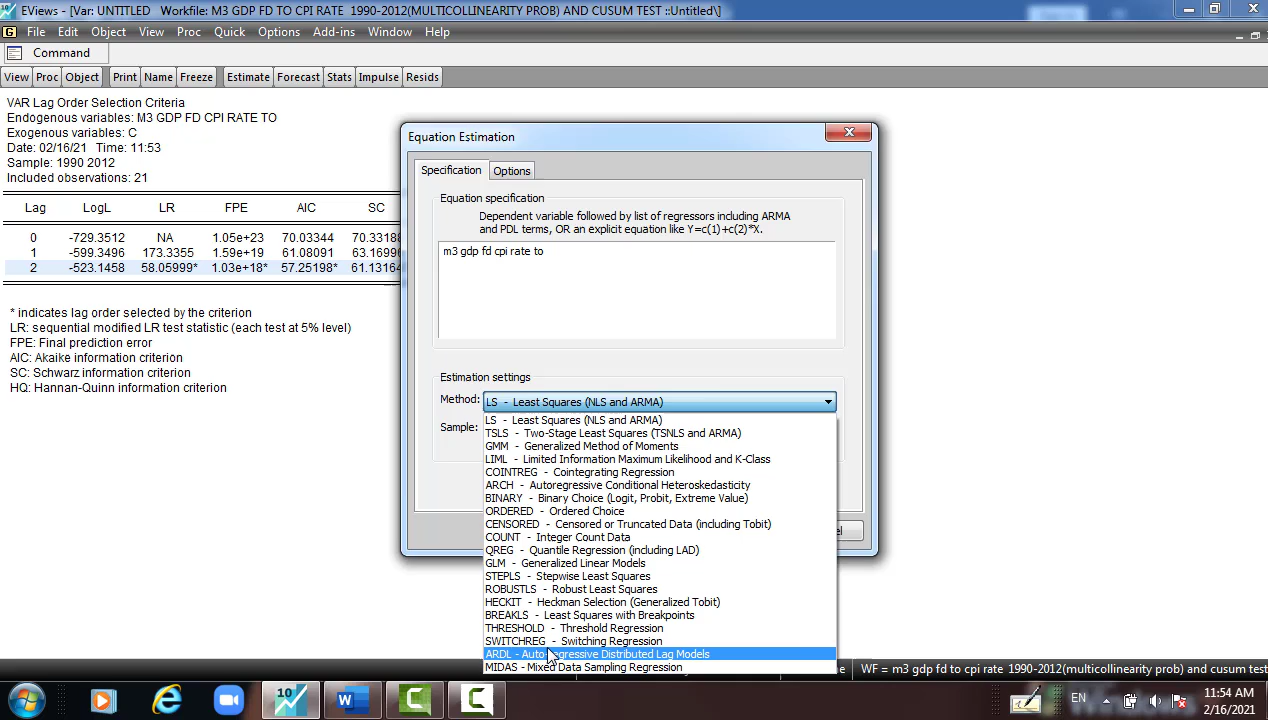 EViews - [Var: UNTITLED   Workfile: M3 GDP FD TO CPI RATE  1990-2012(MULTICOLLINEARITY PROB) AND CUSUM TEST ::Untitled\]
File Edit Object View Proc Quick Options Add-ins Window Help
Command
View Proc Object Print Name Freeze Estimate Forecast Stats Impulse Resids
VAR Lag Order Selection Criteria
Endogenous variables: M3 GDP FD CPI RATE TO
Exogenous variables: C
Date: 02/16/21   Time: 11:53
Sample: 1990 2012
Included observations: 21
Lag LogL LR FPE AIC SC
0 -729.3512 NA 1.05e+23 70.03344 70.33188
1 -599.3496 173.3355 1.59e+19 61.08091 63.16996
2 -523.1458 58.05999* 1.03e+18* 57.25198* 61.13164
* indicates lag order selected by the criterion
LR: sequential modified LR test statistic (each test at 5% level)
FPE: Final prediction error
AIC: Akaike information criterion
SC: Schwarz information criterion
HQ: Hannan-Quinn information criterion
Equation Estimation
Specification Options
Equation specification
Dependent variable followed by list of regressors including ARMA
and PDL terms, OR an explicit equation like Y=c(1)+c(2)*X.
m3 gdp fd cpi rate to
Estimation settings
Method: LS - Least Squares (NLS and ARMA)
Sample:
LS - Least Squares (NLS and ARMA)
TSLS - Two-Stage Least Squares (TSNLS and ARMA)
GMM - Generalized Method of Moments
LIML - Limited Information Maximum Likelihood and K-Class
COINTREG - Cointegrating Regression
ARCH - Autoregressive Conditional Heteroskedasticity
BINARY - Binary Choice (Logit, Probit, Extreme Value)
ORDERED - Ordered Choice
CENSORED - Censored or Truncated Data (including Tobit)
COUNT - Integer Count Data
QREG - Quantile Regression (including LAD)
GLM - Generalized Linear Models
STEPLS - Stepwise Least Squares
ROBUSTLS - Robust Least Squares
HECKIT - Heckman Selection (Generalized Tobit)
BREAKLS - Least Squares with Breakpoints
THRESHOLD - Threshold Regression
SWITCHREG - Switching Regression
ARDL - Auto-regressive Distributed Lag Models
MIDAS - Mixed Data Sampling Regression
WF = m3 gdp fd to cpi rate  1990-2012(multicollinearity prob) and cusum test
10
EN
11:54 AM
2/16/2021